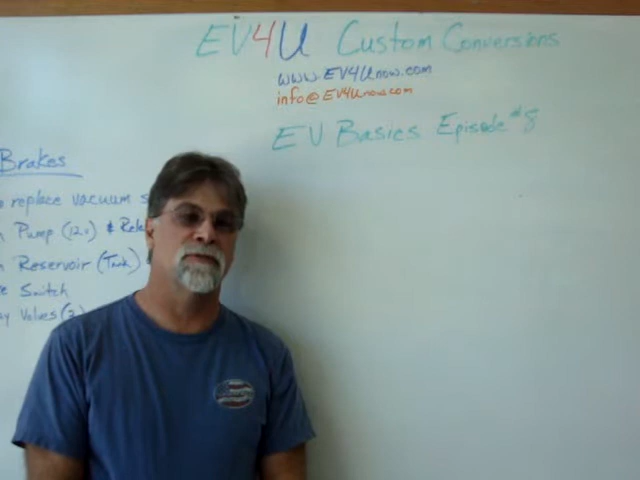 EV4U Custom Conversions
www.EV4Unow.com
info@EV4Unow.com
EV Basics Episode #8
Brakes
replace vacuum
Pump (12v) & Rela
Reservoir (Tank)
Switch
Valves (2)